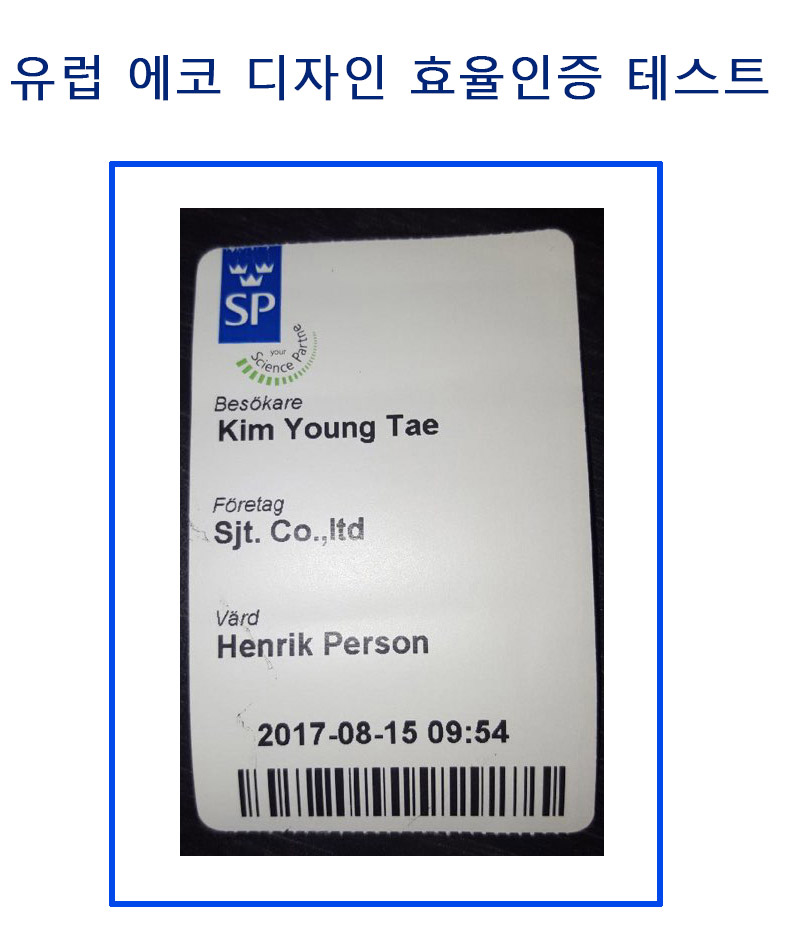 유럽 에코 디자인 효율인증 테스트
SP
your
Science Partne
Besökare
Kim Young Tae
Företag
Sjt. Co.,ltd
Värd
Henrik Person
2017-08-15 09:54